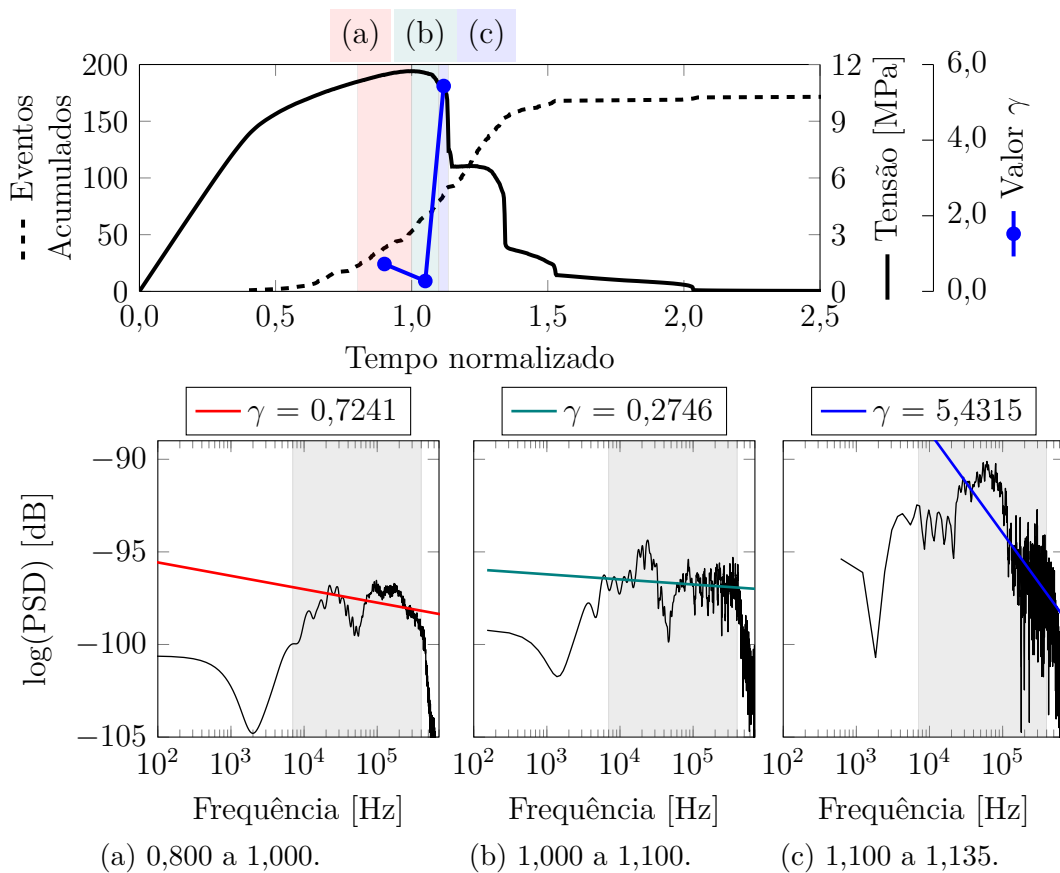 (a) (b) (c)
200 150 100 50 0
Eventos
Acumulados
12 9 6 3 0
Tensão [MPa]
6,0 4,0 2,0 0,0
Valor γ
0,0 0,5 1,0 1,5 2,0 2,5
Tempo normalizado
γ = 0,7241
γ = 0,2746
γ = 5,4315
−90 −95 −100 −105
log(PSD) [dB]
10² 10³ 10⁴ 10⁵
10² 10³ 10⁴ 10⁵
10² 10³ 10⁴ 10⁵
Frequência [Hz]
Frequência [Hz]
Frequência [Hz]
(a) 0,800 a 1,000.
(b) 1,000 a 1,100.
(c) 1,100 a 1,135.